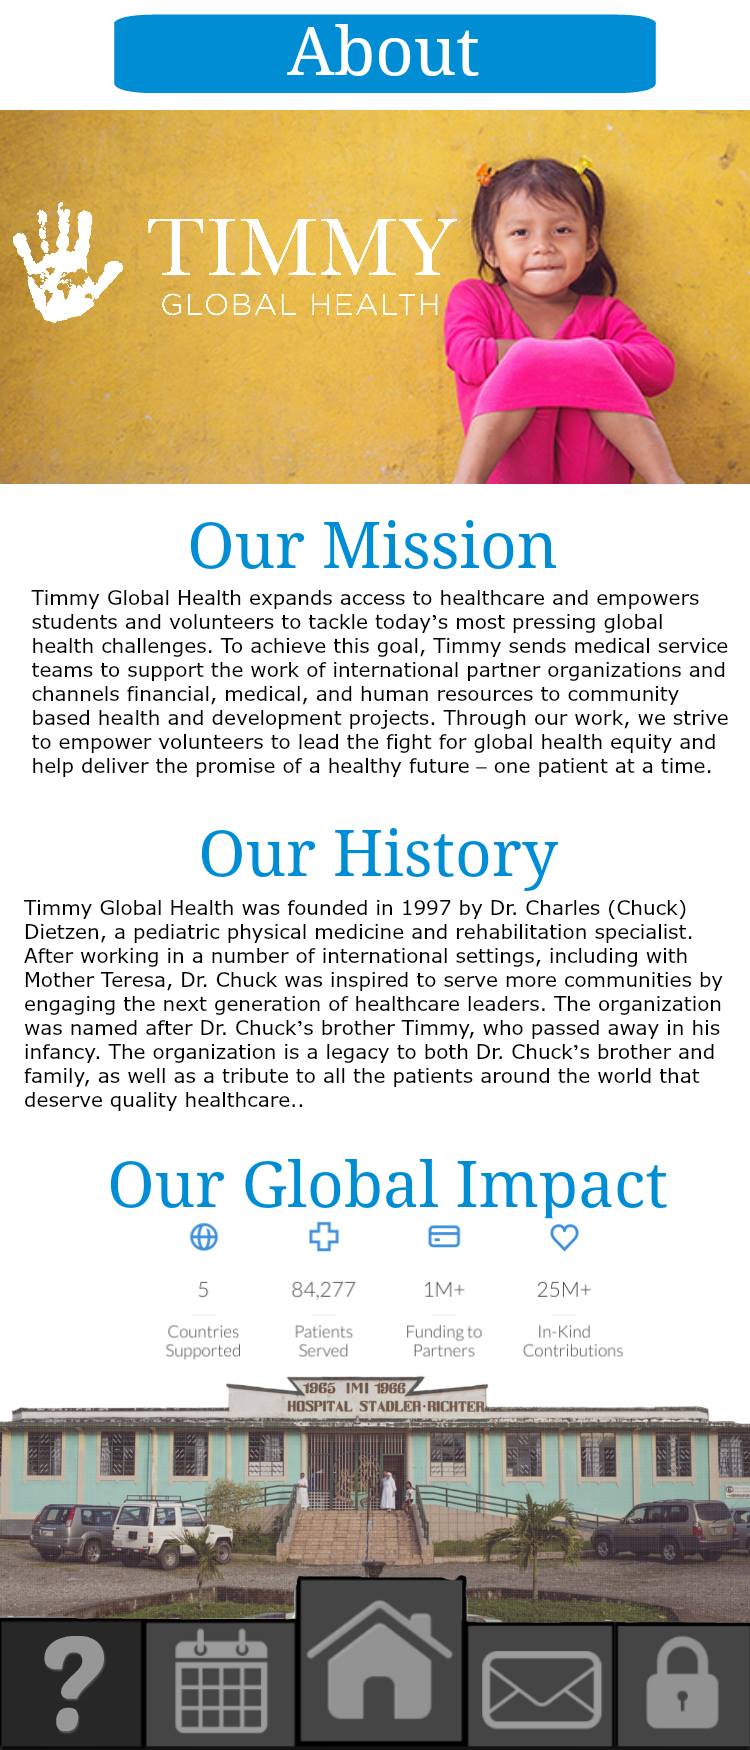 About
TIMMY
GLOBAL HEALTH
Our Mission
Timmy Global Health expands access to healthcare and empowers
students and volunteers to tackle today’s most pressing global
health challenges. To achieve this goal, Timmy sends medical service
teams to support the work of international partner organizations and
channels financial, medical, and human resources to community
based health and development projects. Through our work, we strive
to empower volunteers to lead the fight for global health equity and
help deliver the promise of a healthy future – one patient at a time.
Our History
Timmy Global Health was founded in 1997 by Dr. Charles (Chuck)
Dietzen, a pediatric physical medicine and rehabilitation specialist.
After working in a number of international settings, including with
Mother Teresa, Dr. Chuck was inspired to serve more communities by
engaging the next generation of healthcare leaders. The organization
was named after Dr. Chuck’s brother Timmy, who passed away in his
infancy. The organization is a legacy to both Dr. Chuck’s brother and
family, as well as a tribute to all the patients around the world that
deserve quality healthcare..
Our Global Impact
5 84,277 1M+ 25M+
Countries Patients Funding to In-Kind
Supported Served Partners Contributions
1965 IMI 1966
HOSPITAL STADLER·RICHTER
?